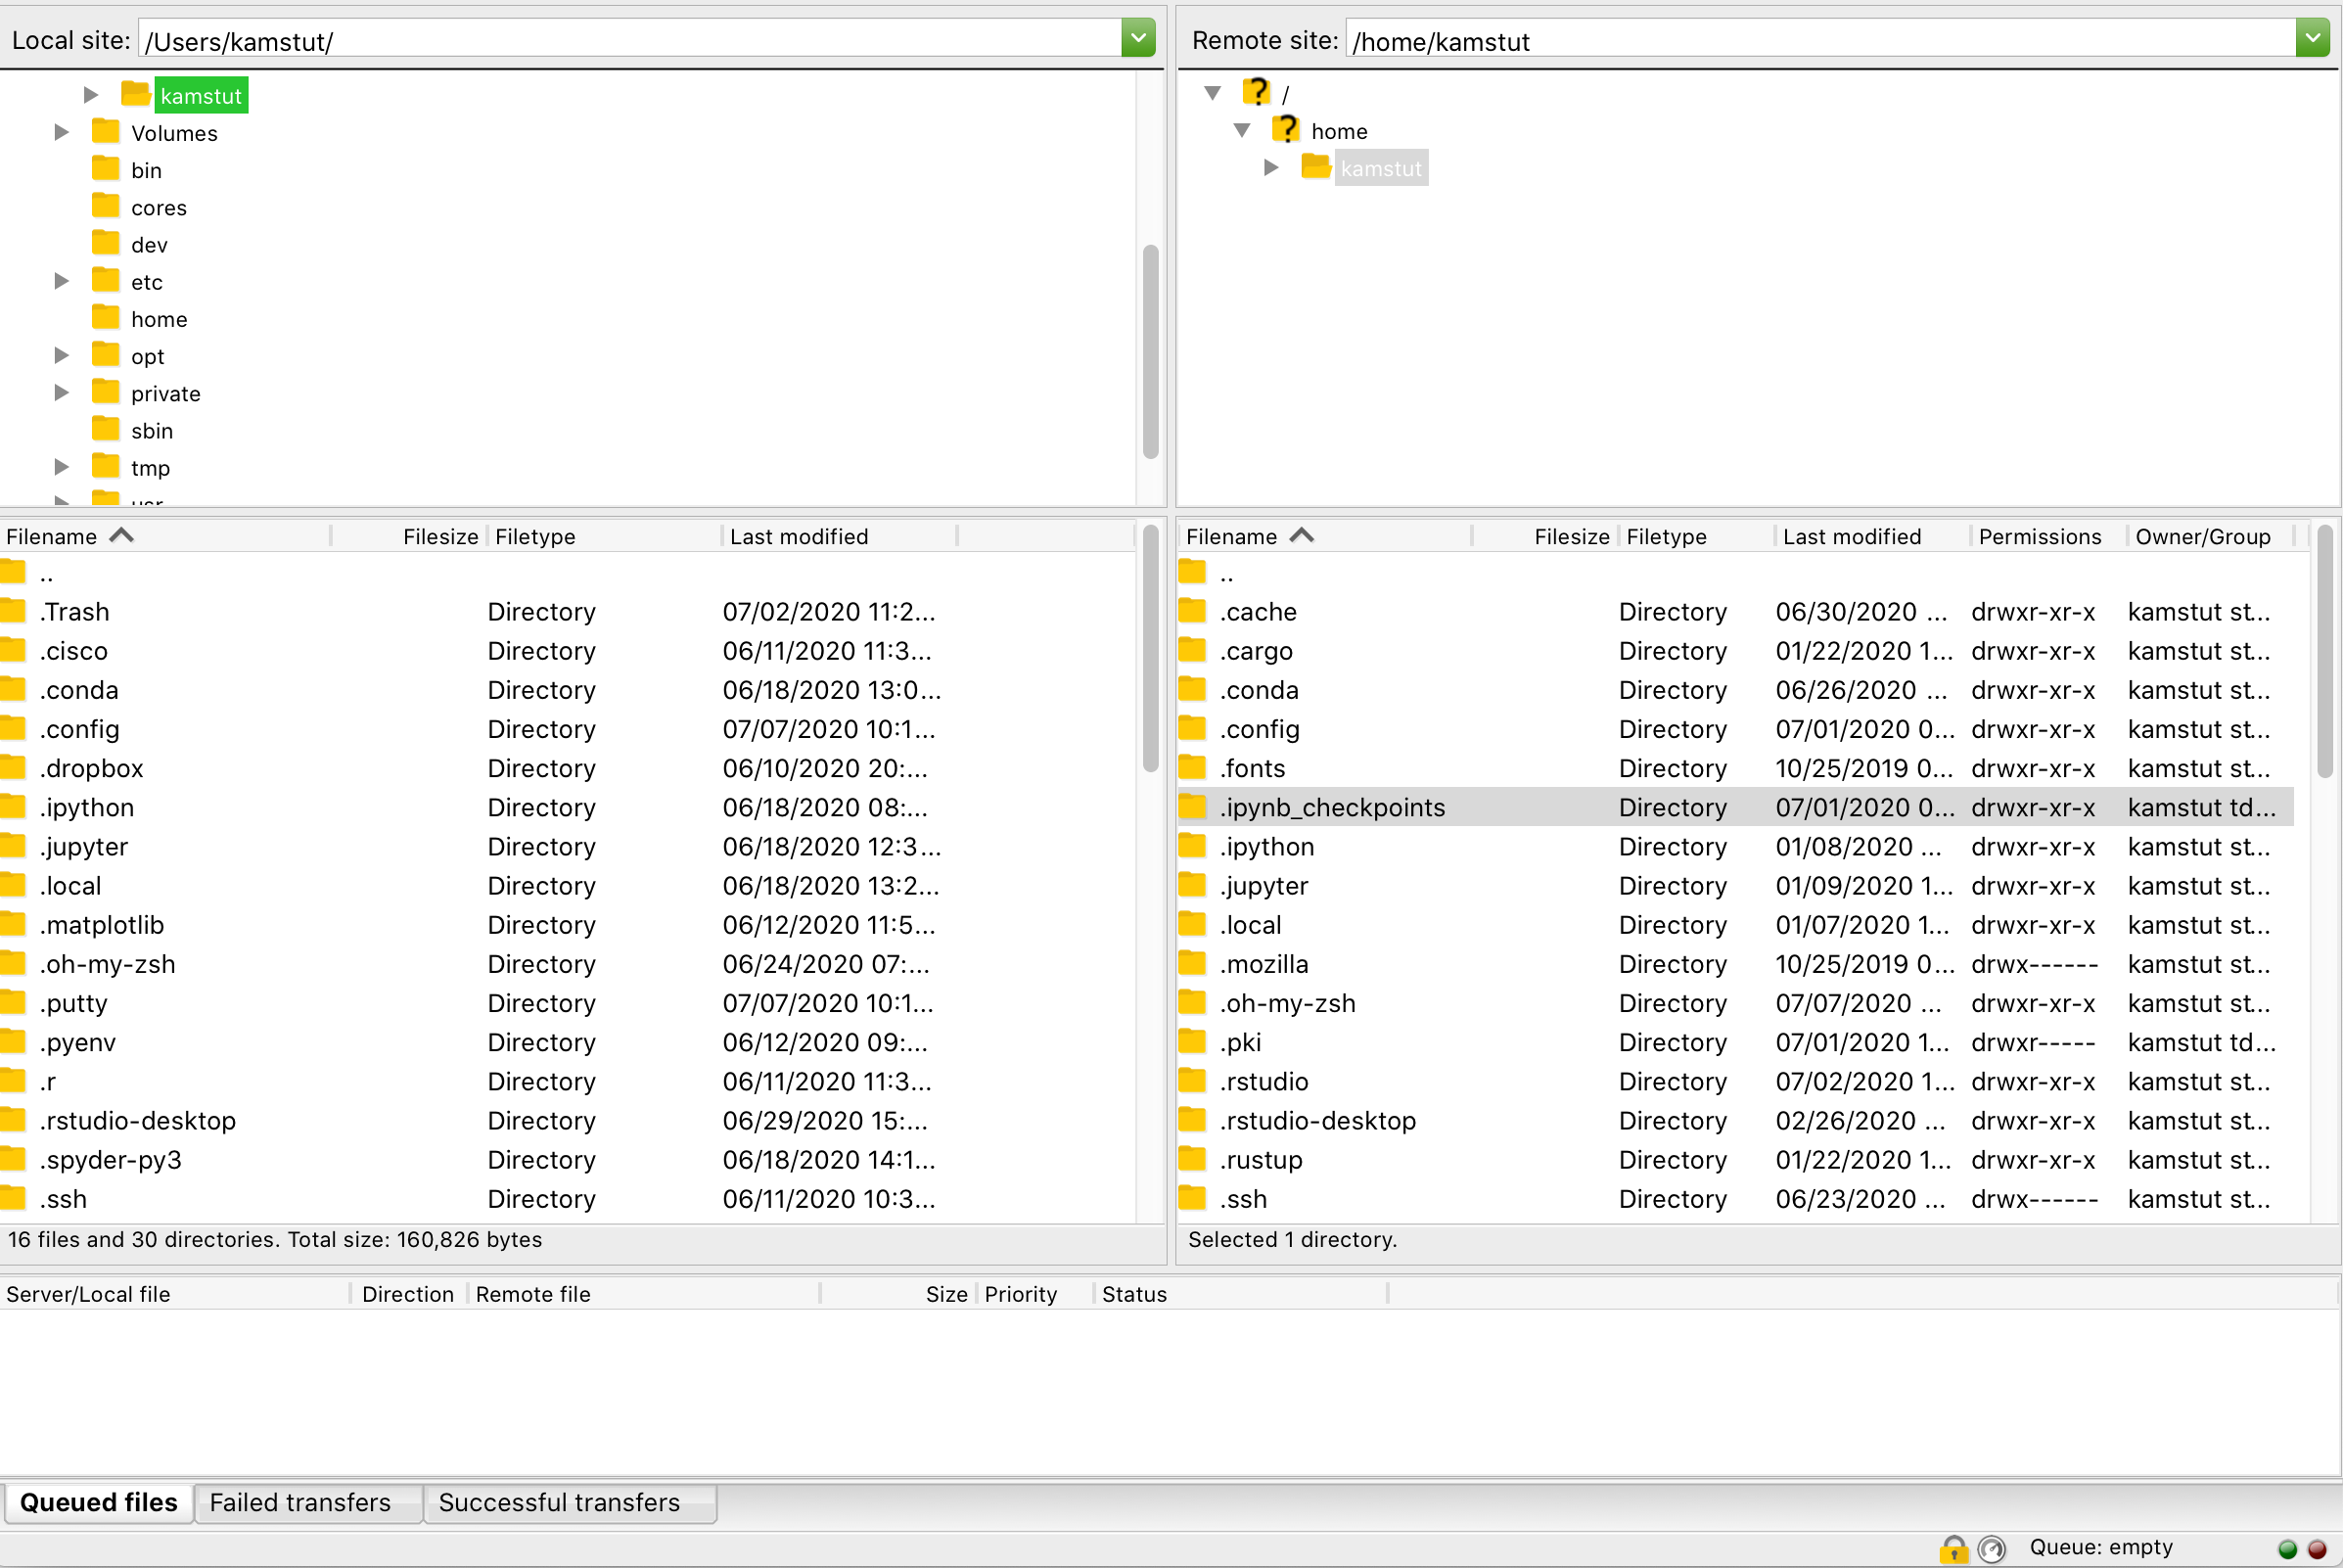 Local site: /Users/kamstut/
kamstut
Volumes
bin
cores
dev
etc
home
opt
private
sbin
tmp
usr
Filename Filesize Filetype Last modified
..
.Trash Directory 07/02/2020 11:2...
.cisco Directory 06/11/2020 11:3...
.conda Directory 06/18/2020 13:0...
.config Directory 07/07/2020 10:1...
.dropbox Directory 06/10/2020 20:...
.ipython Directory 06/18/2020 08:...
.jupyter Directory 06/18/2020 12:3...
.local Directory 06/18/2020 13:2...
.matplotlib Directory 06/12/2020 11:5...
.oh-my-zsh Directory 06/24/2020 07:...
.putty Directory 07/07/2020 10:1...
.pyenv Directory 06/12/2020 09:...
.r Directory 06/11/2020 11:3...
.rstudio-desktop Directory 06/29/2020 15:...
.spyder-py3 Directory 06/18/2020 14:1...
.ssh Directory 06/11/2020 10:3...
16 files and 30 directories. Total size: 160,826 bytes
Remote site: /home/kamstut
/
home
kamstut
Filename Filesize Filetype Last modified Permissions Owner/Group
..
.cache Directory 06/30/2020 ... drwxr-xr-x kamstut st...
.cargo Directory 01/22/2020 1... drwxr-xr-x kamstut st...
.conda Directory 06/26/2020 ... drwxr-xr-x kamstut st...
.config Directory 07/01/2020 0... drwxr-xr-x kamstut st...
.fonts Directory 10/25/2019 0... drwxr-xr-x kamstut st...
.ipynb_checkpoints Directory 07/01/2020 0... drwxr-xr-x kamstut td...
.ipython Directory 01/08/2020 ... drwxr-xr-x kamstut st...
.jupyter Directory 01/09/2020 1... drwxr-xr-x kamstut st...
.local Directory 01/07/2020 1... drwxr-xr-x kamstut st...
.mozilla Directory 10/25/2019 0... drwx------ kamstut st...
.oh-my-zsh Directory 07/07/2020 ... drwxr-xr-x kamstut st...
.pki Directory 07/01/2020 1... drwxr----- kamstut td...
.rstudio Directory 07/02/2020 1... drwxr-xr-x kamstut st...
.rstudio-desktop Directory 02/26/2020 ... drwxr-xr-x kamstut st...
.rustup Directory 01/22/2020 1... drwxr-xr-x kamstut st...
.ssh Directory 06/23/2020 ... drwx------ kamstut st...
Selected 1 directory.
Server/Local file Direction Remote file Size Priority Status
Queued files Failed transfers Successful transfers
Queue: empty